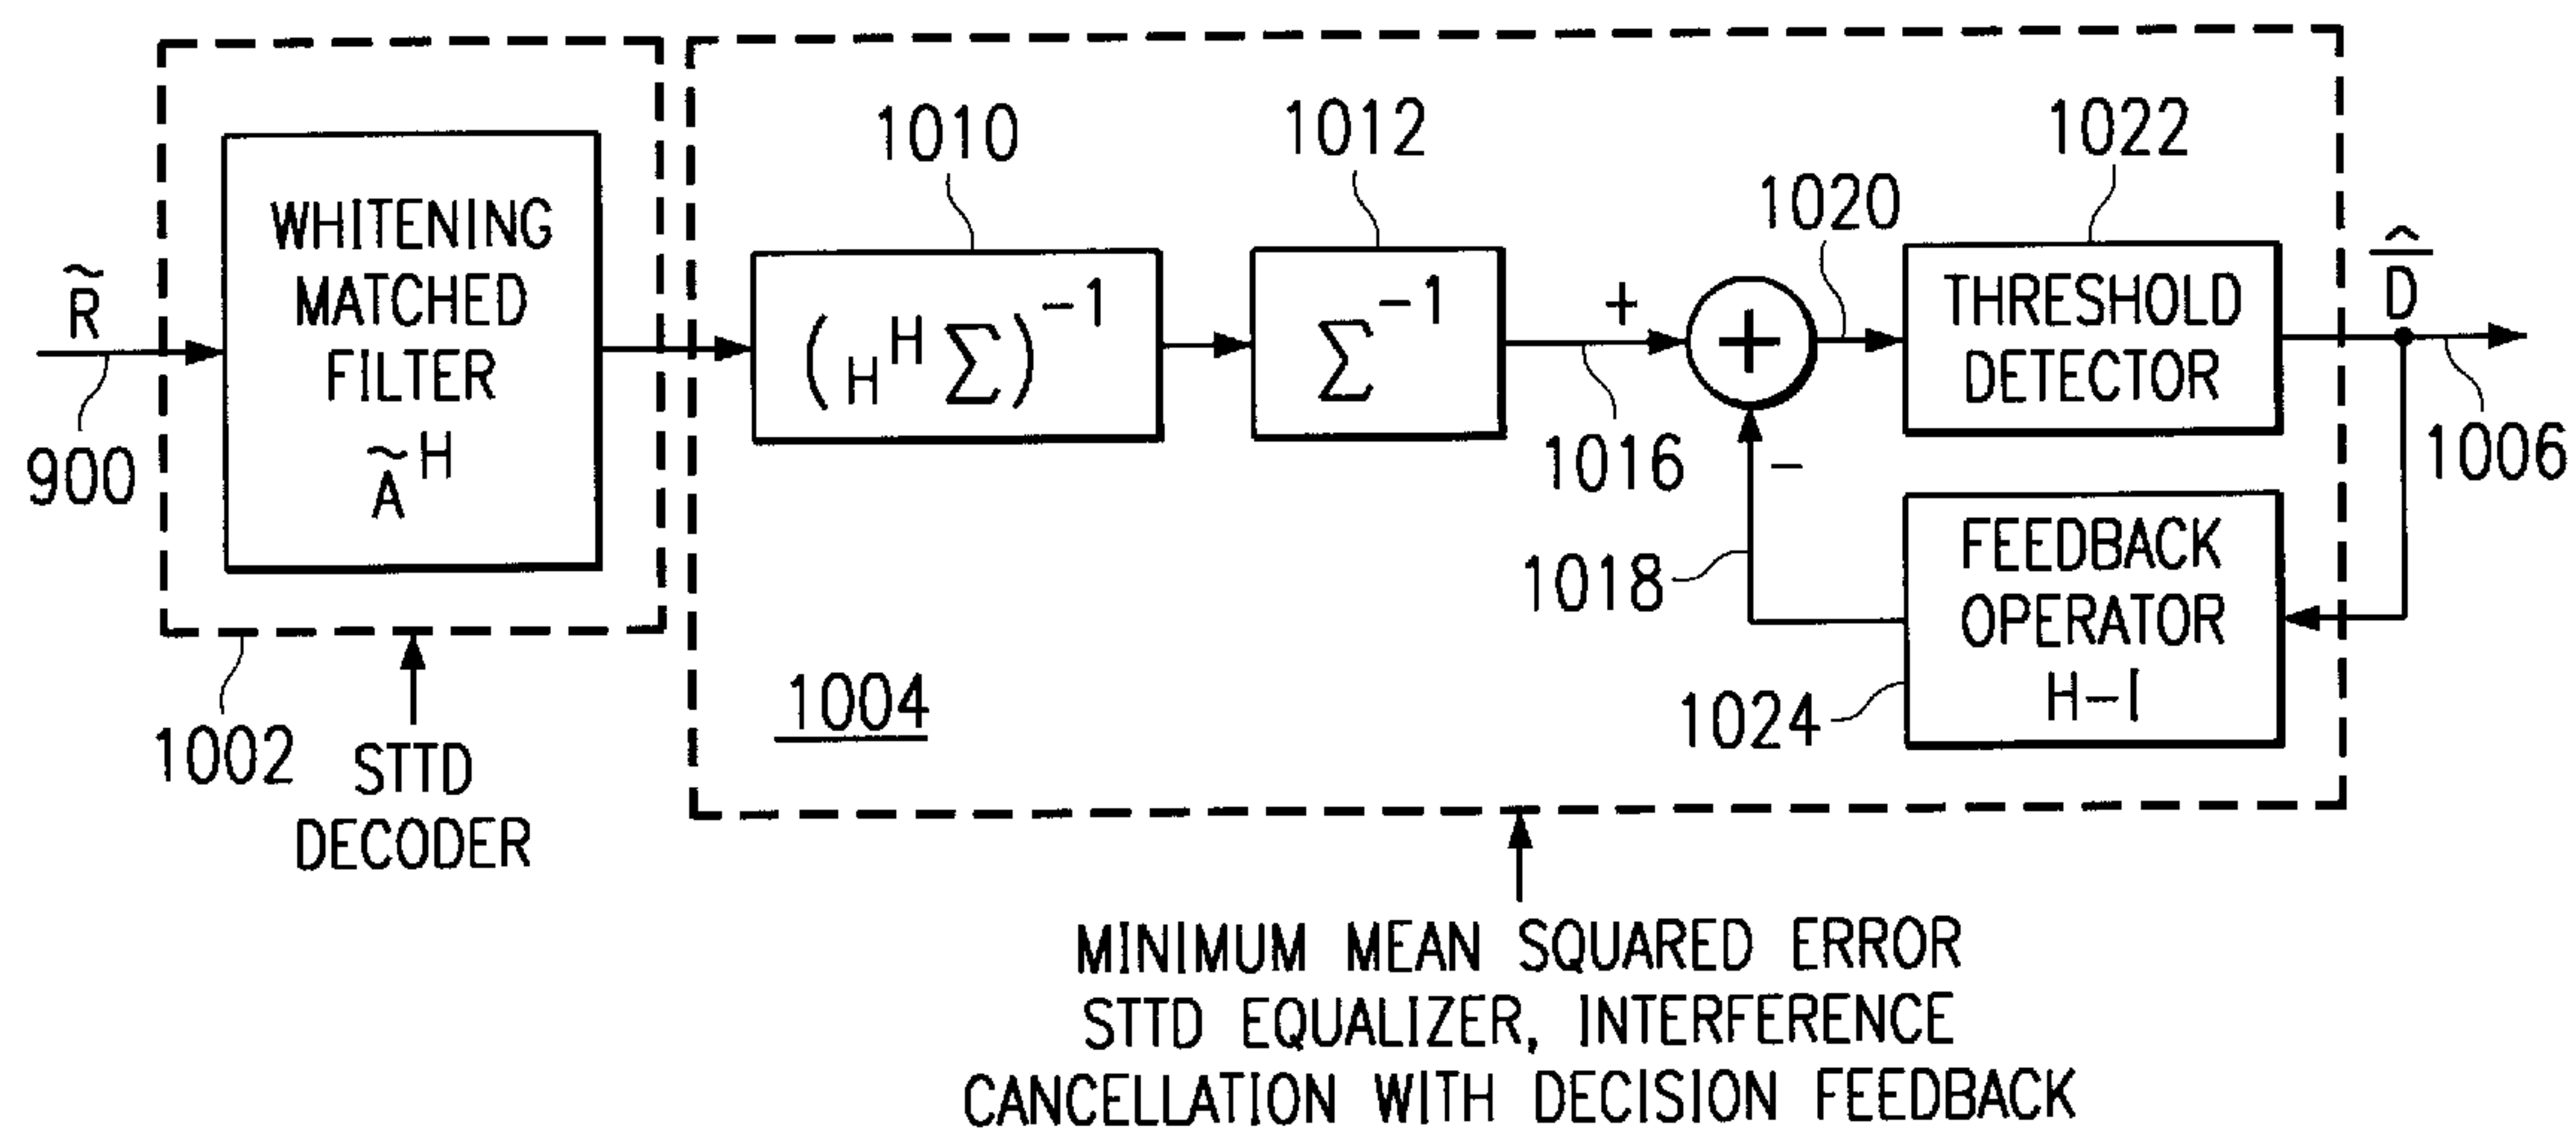 1010
1012
1022
1020
WHITENING
MATCHED
FILTER
Ã^H
R̃
900
(H^H Σ)^-1
Σ^-1
+
+
−
1016
1018
THRESHOLD
DETECTOR
D̂̅
1006
FEEDBACK
OPERATOR
H-I
1024
1004
1002
STTD
DECODER
MINIMUM MEAN SQUARED ERROR
STTD EQUALIZER, INTERFERENCE
CANCELLATION WITH DECISION FEEDBACK